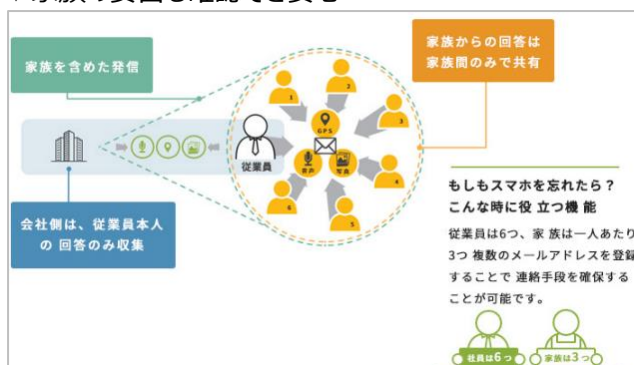 家族を含めた発信
家族からの回答は
家族間のみで共有
1
2
3
4
5
6
GPS
音声
写真
従業員
会社側は、従業員本人
の 回答のみ収集
もしもスマホを忘れたら？
こんな時に役 立つ機 能
従業員は6つ、家 族は一人あたり
3つ 複数のメールアドレスを登録
することで 連絡手段を確保する
ことが可能です。
社員は6つ
家族は3つ